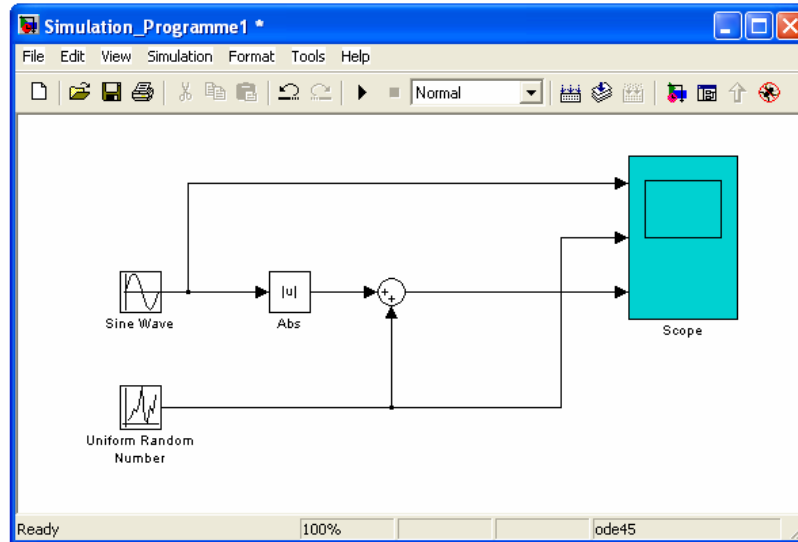 Simulation_Programme1 *
File Edit View Simulation Format Tools Help
Normal
Sine Wave
|u|
Abs
+
+
Scope
Uniform Random
Number
Ready 100% ode45